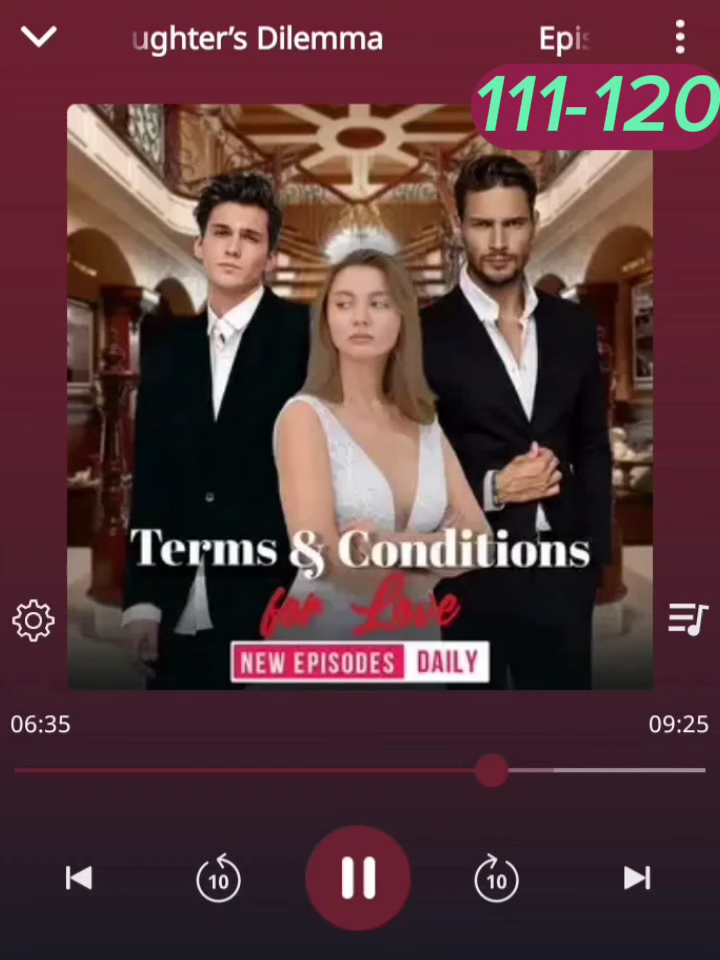 ughter's Dilemma
Epis
111-120
Terms & Conditions
for Love
NEW EPISODES DAILY
06:35
09:25
10
10